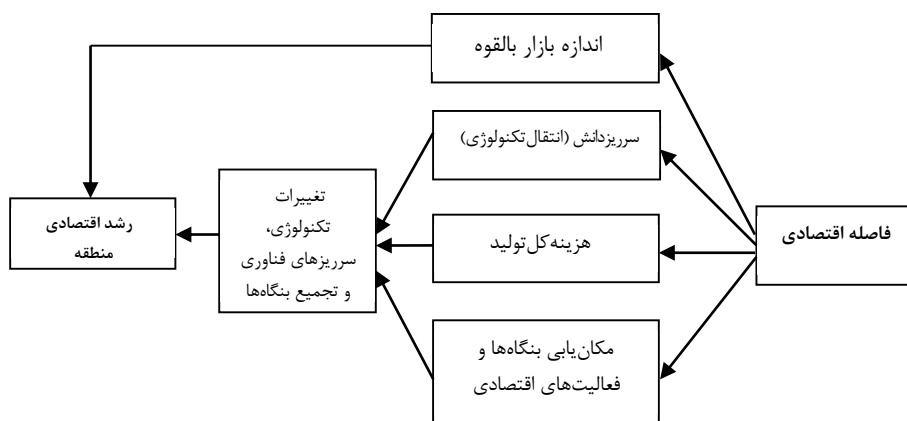 اندازه بازار بالقوه
سرریزدانش (انتقال تکنولوژی)
فاصله اقتصادی
هزینه کل تولید
مکان‌یابی بنگاه‌ها و
فعالیت‌های اقتصادی
تغییرات
تکنولوژی،
سرریزهای فناوری
و تجمیع بنگاه‌ها
رشد اقتصادی
منطقه